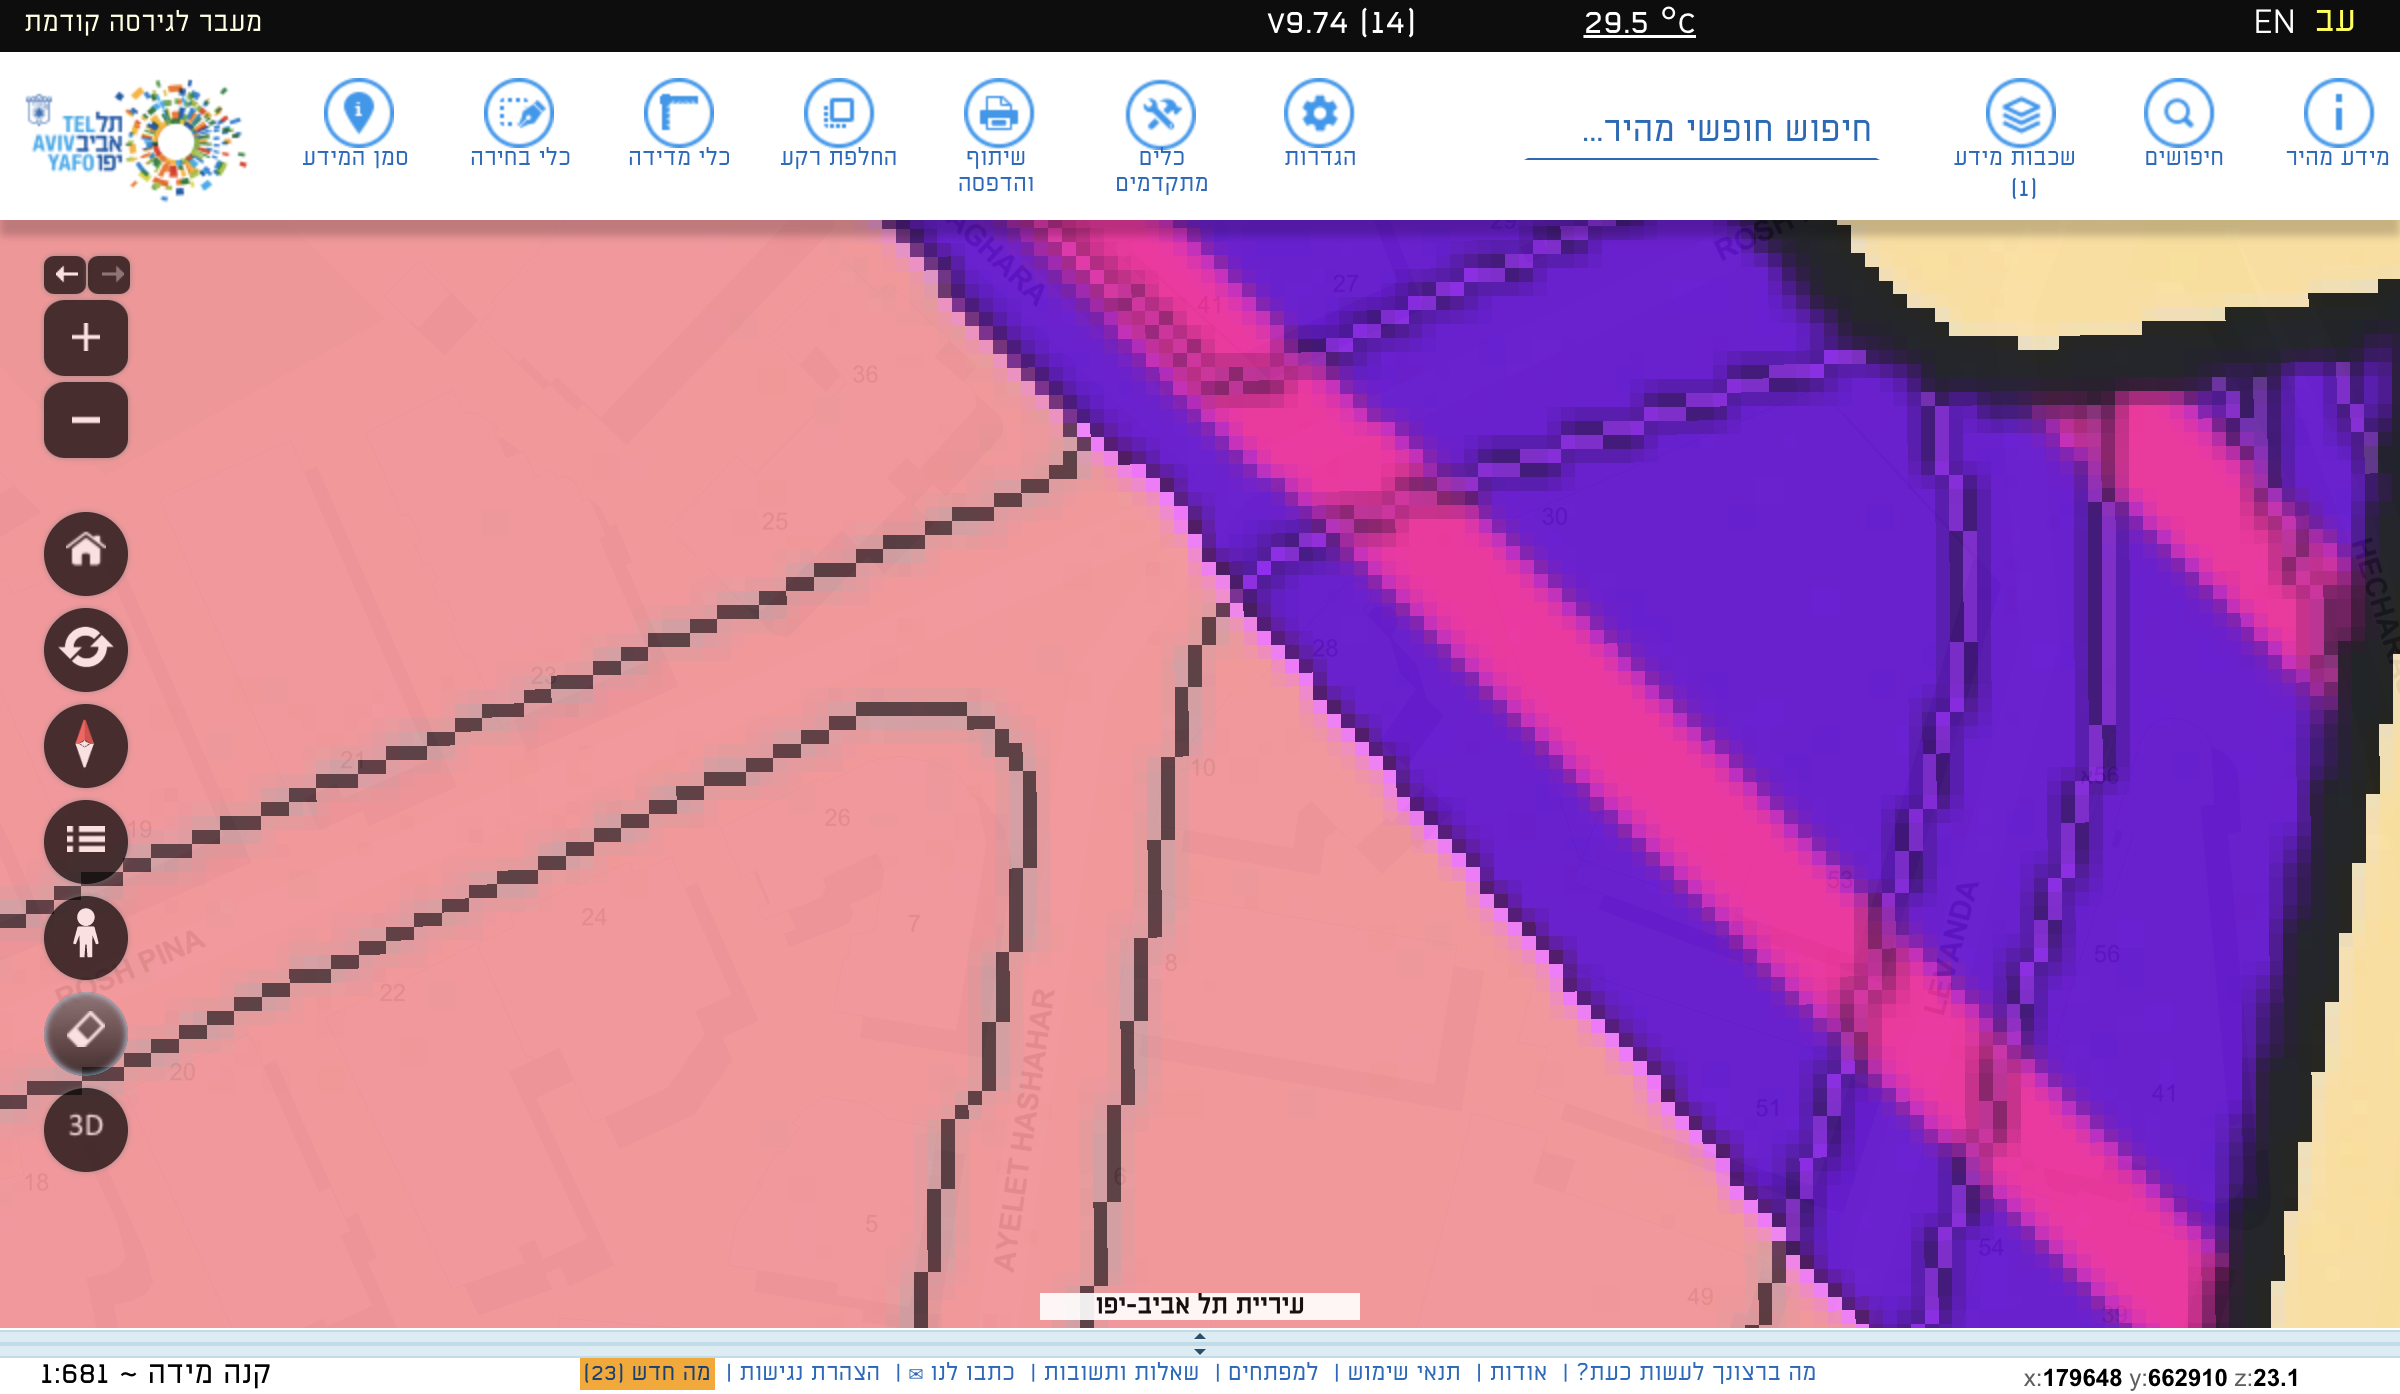 מעבר לגירסה קודמת
V9.74 (14)
29.5 °C
EN עב
תל TEL
אביב AVIV
יפו YAFO
סמן המידע
כלי בחירה
כלי מדידה
החלפת רקע
שיתוף
והדפסה
כלים
מתקדמים
הגדרות
חיפוש חופשי מהיר...
שכבות מידע
(1)
חיפושים
מידע מהיר
AGHARA
ROSH
27
41
36
25
30
HECHAR
28
23
21
10
19
26
53
24
7
LEVANDA
56
ROSH PINA
8
22
AYELET HASHAHAR
20
41
51
3D
18
6
5
54
49
39
עיריית תל אביב-יפו
קנה מידה ~ 1:681
מה ברצונך לעשות כעת? | אודות | תנאי שימוש | למפתחים | שאלות ותשובות | כתבו לנו ✉ | הצהרת נגישות | מה חדש (23)
x:179648 y:662910 z:23.1